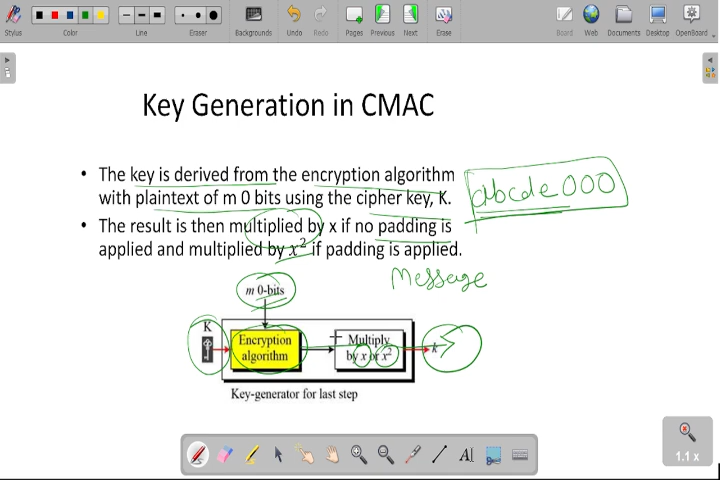 Stylus Color Line Eraser Backgrounds Undo Redo Pages Previous Next Erase Board Web Documents Desktop OpenBoard
Key Generation in CMAC
• The key is derived from the encryption algorithm
with plaintext of m 0 bits using the cipher key, K.
abcde000
• The result is then multiplied by x if no padding is
applied and multiplied by x² if padding is applied.
Message
m 0-bits
K
Encryption
algorithm
Multiply
by x or x²
k
Key-generator for last step
1.1 x